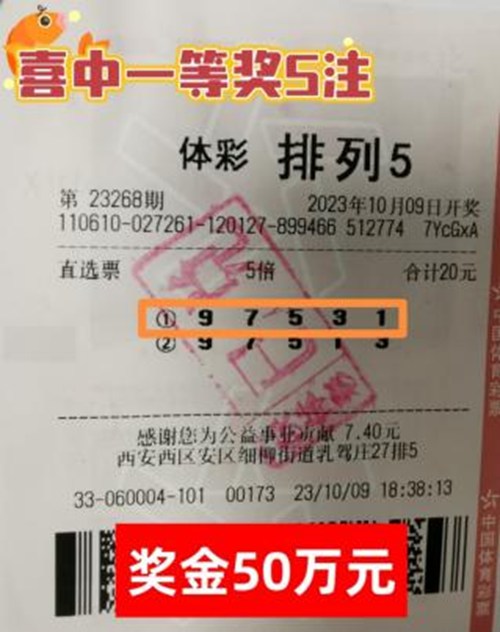 喜中一等奖5注
体彩 排列5
第 23268期 2023年10月09日开奖
110610-027261-120127-899466 512774 7YcGxA
直选票 5倍 合计20元
① 9 7 5 3 1
② 9 7 5 1 3
感谢您为公益事业贡献 7.40元
西安西区安区细柳街道乳驾庄27排5
33-060004-101 00173 23/10/09 18:38:13
奖金50万元
中国体育彩票